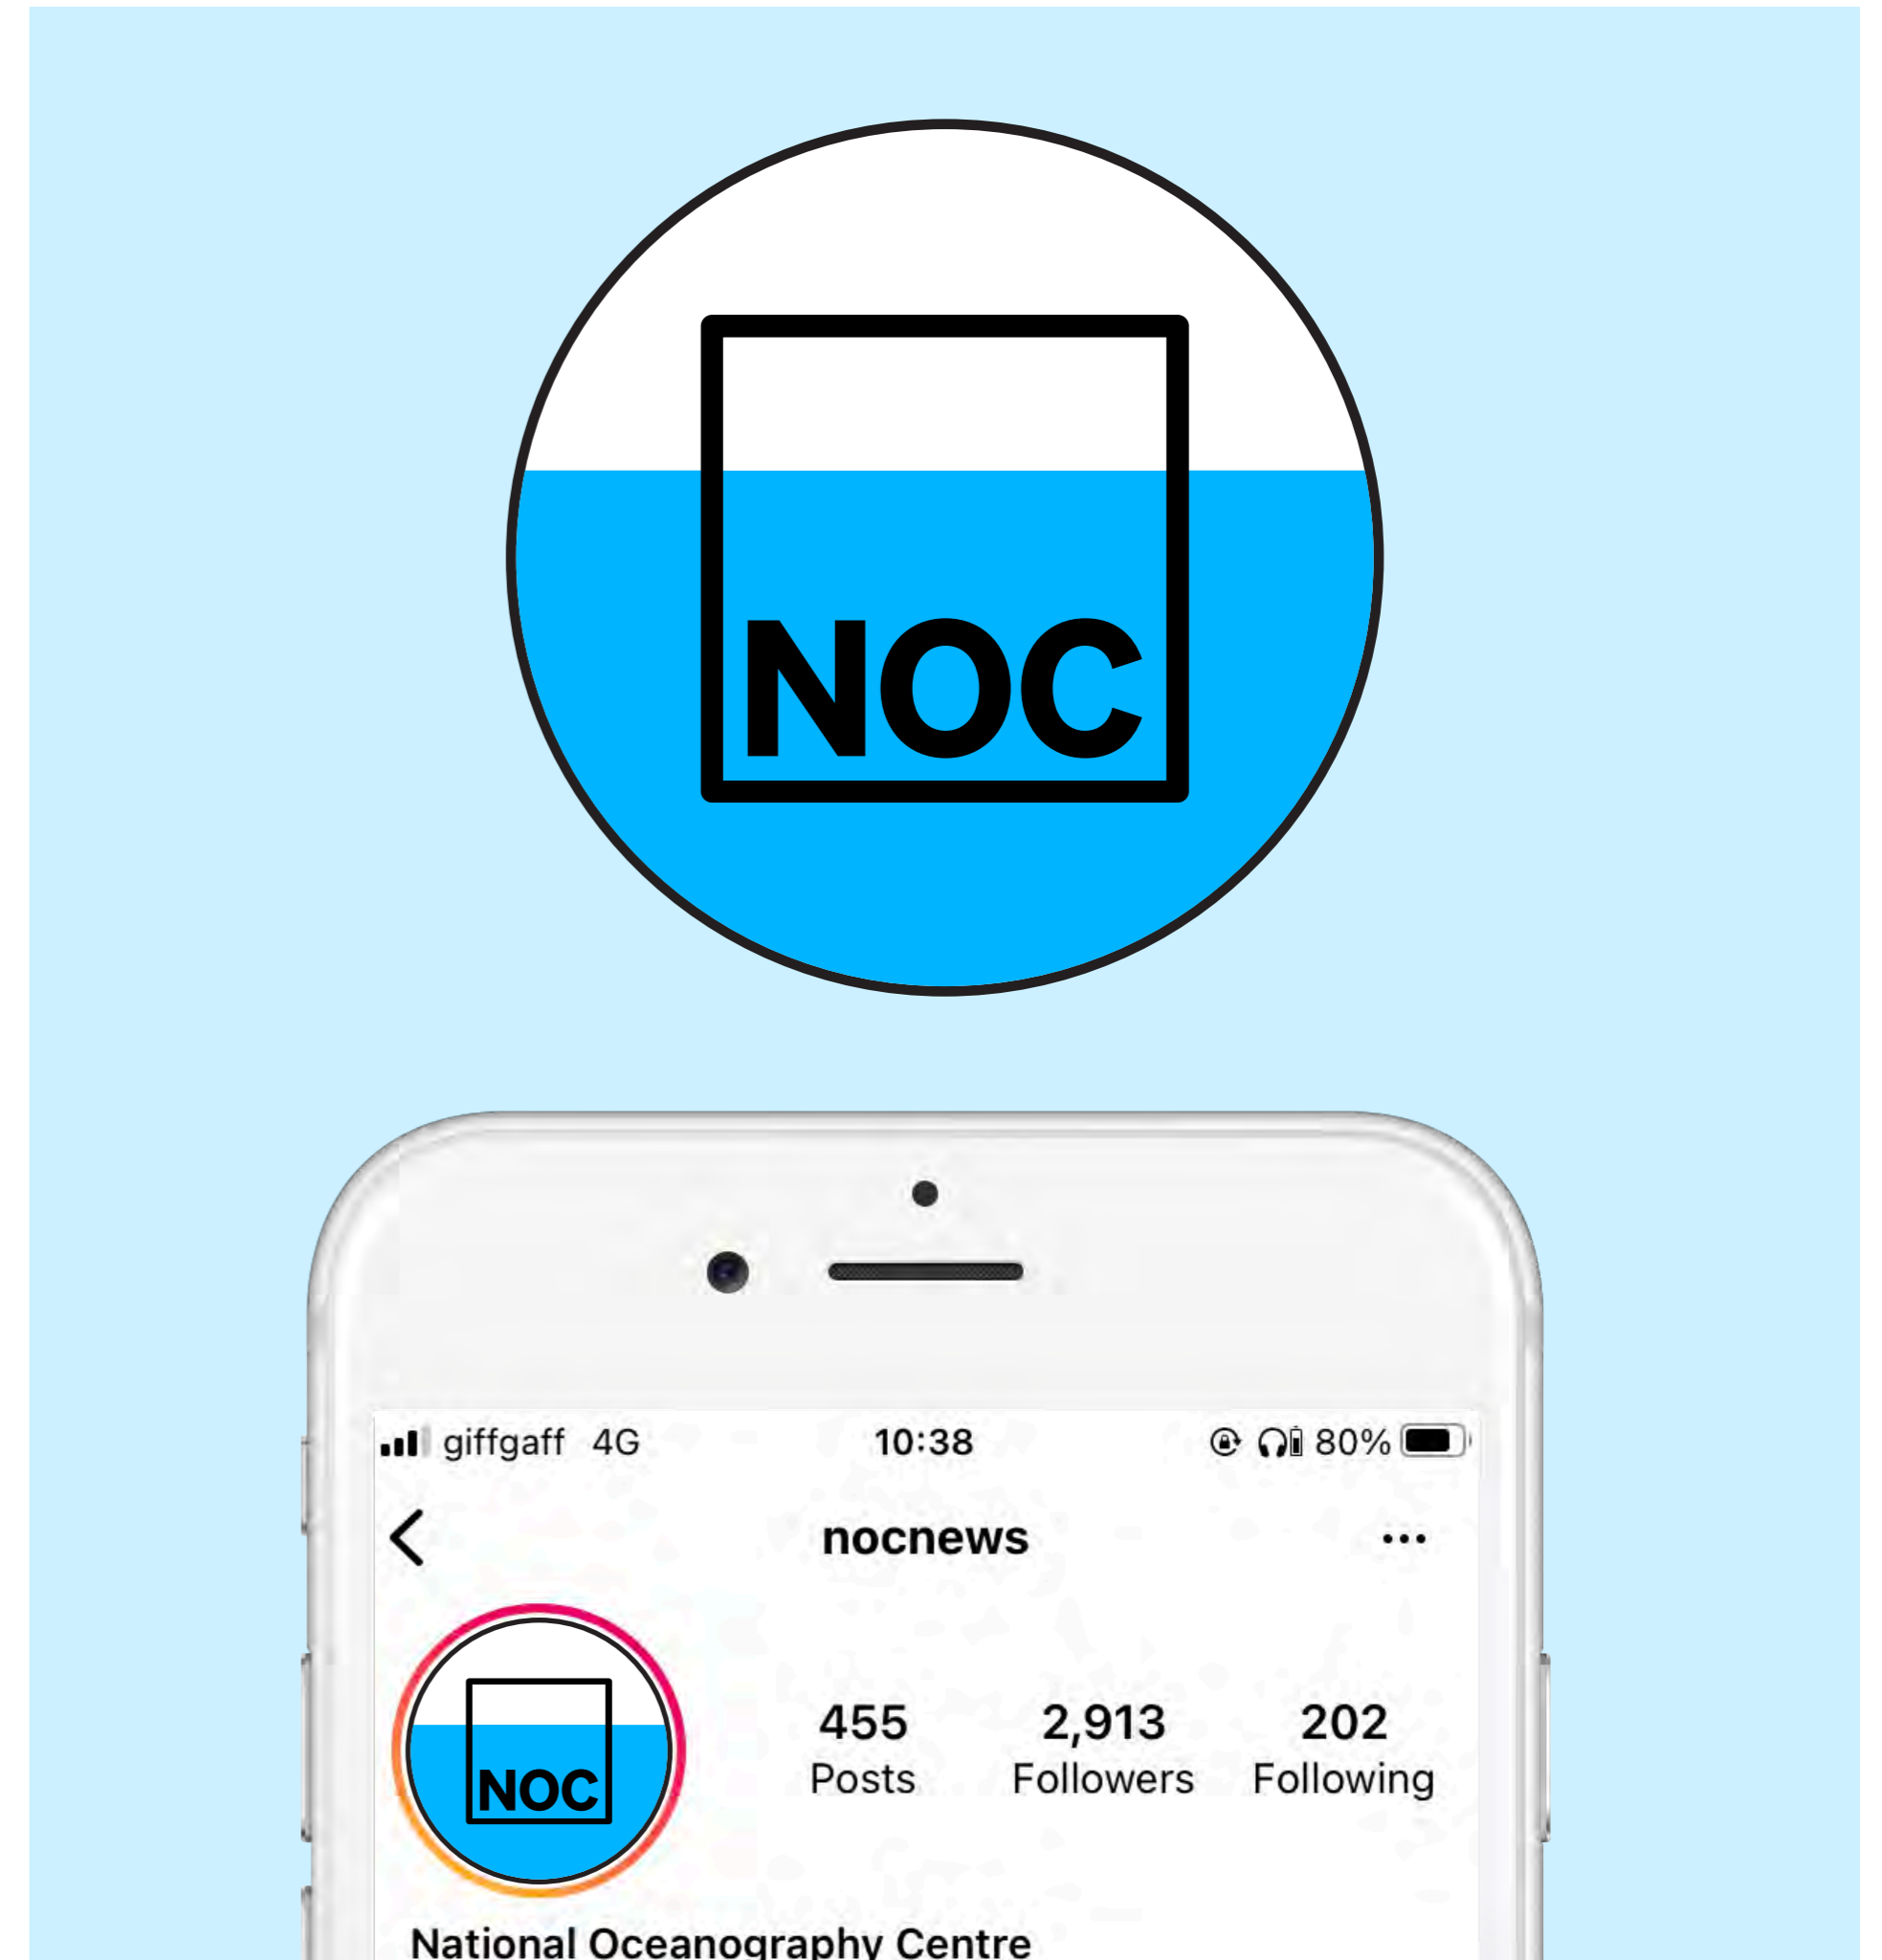 NOC
giffgaff 4G 10:38 80%
nocnews
NOC
455 2,913 202
Posts Followers Following
National Oceanography Centre